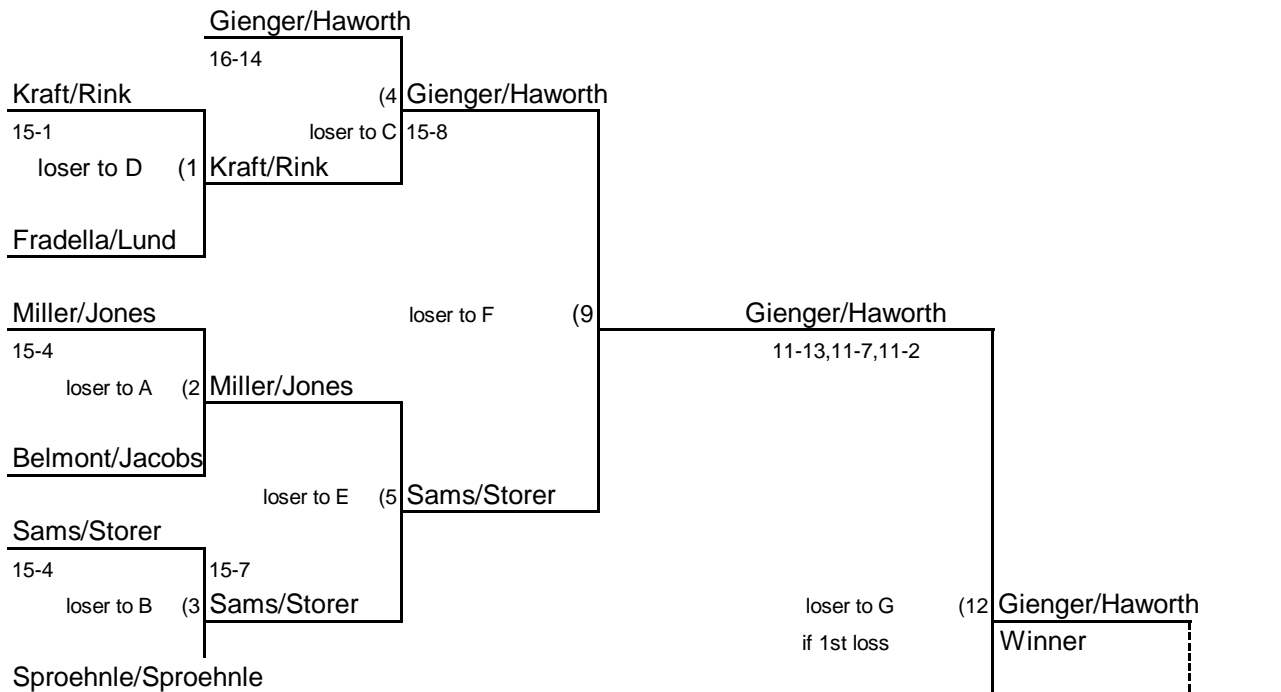 Gienger/Haworth
16-14
Kraft/Rink (4 Gienger/Haworth
15-1 loser to C 15-8
loser to D (1 Kraft/Rink
Fradella/Lund
Miller/Jones loser to F (9 Gienger/Haworth
15-4 11-13,11-7,11-2
loser to A (2 Miller/Jones
Belmont/Jacobs
loser to E (5 Sams/Storer
Sams/Storer
15-4 15-7
loser to B (3 Sams/Storer loser to G (12 Gienger/Haworth
if 1st loss Winner
Sproehnle/Sproehnle